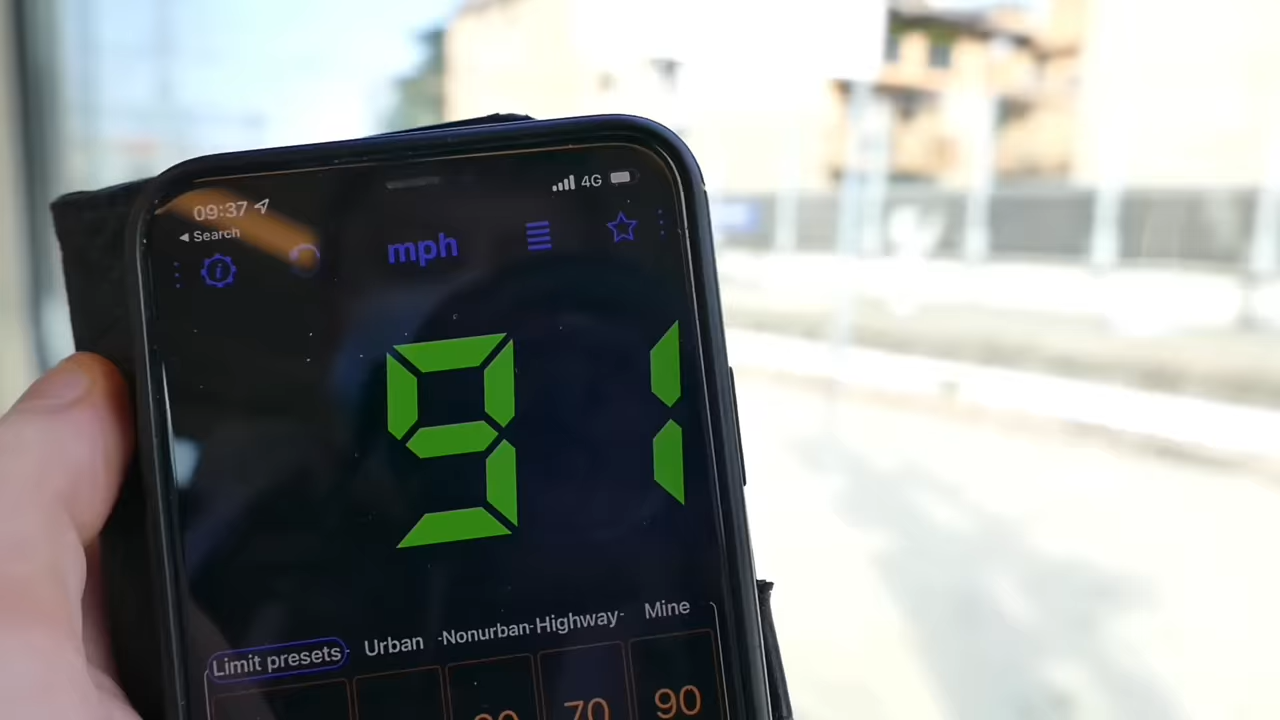 09:37 4G
◀ Search
mph
91
Limit presets Urban Nonurban Highway Mine
70 90